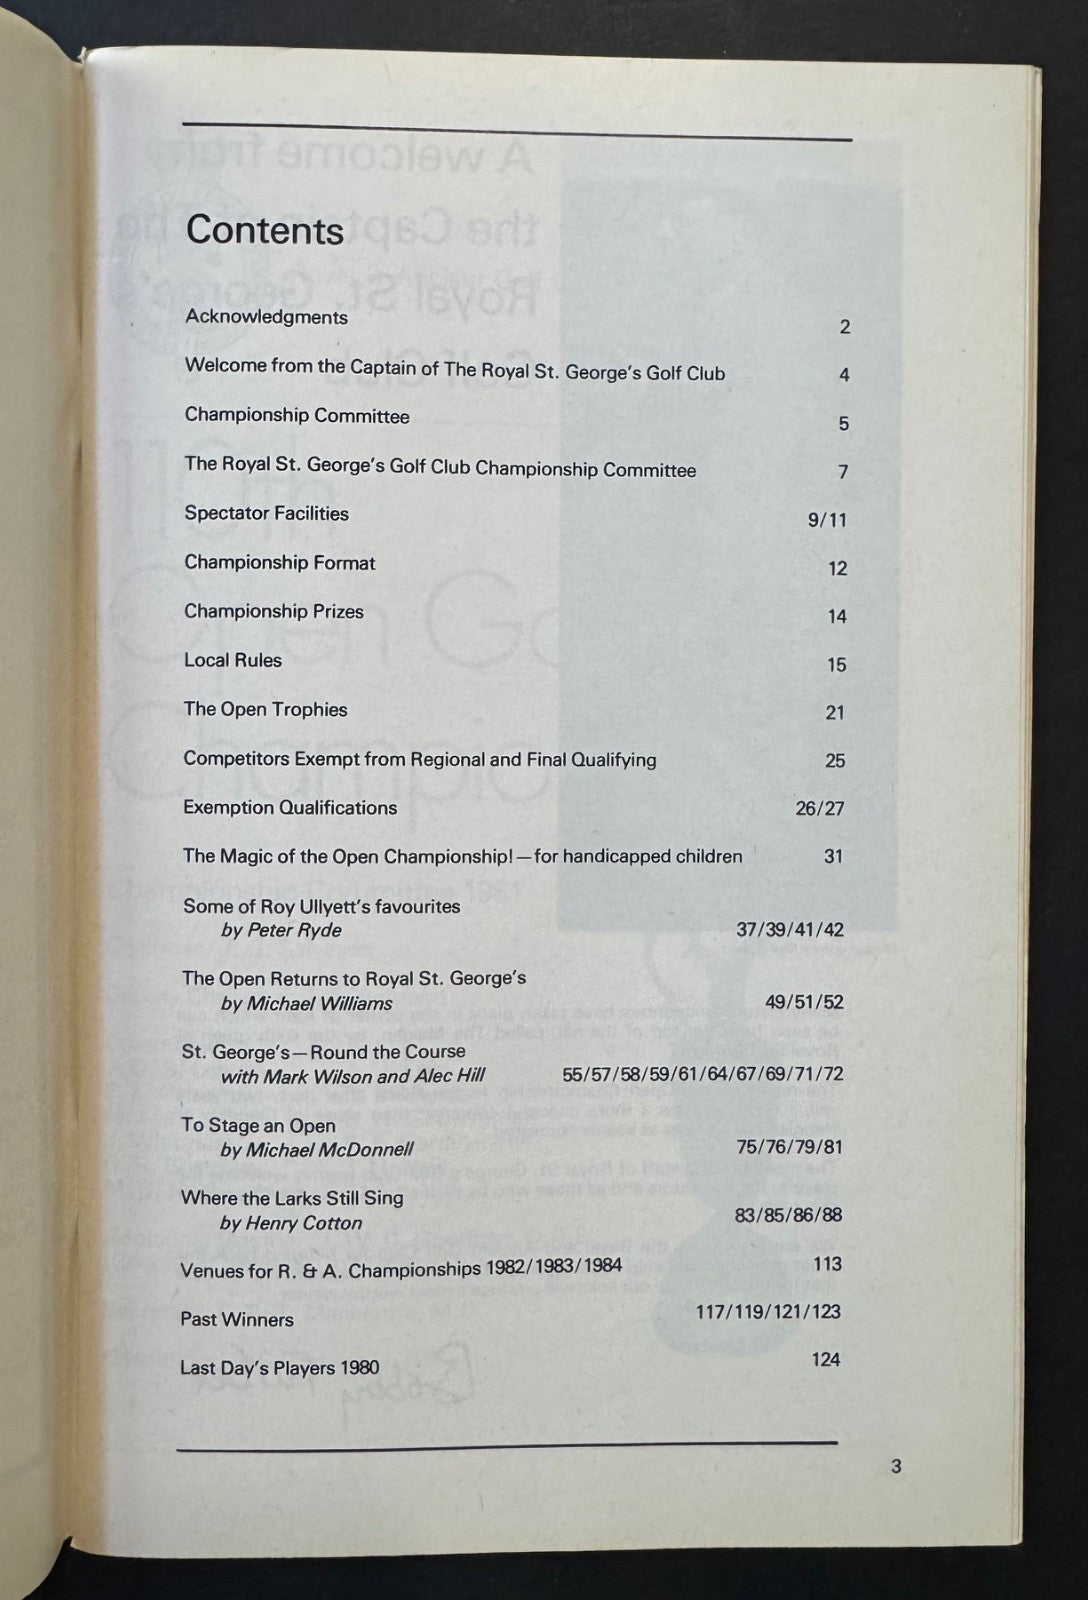 Contents
Acknowledgments 2
Welcome from the Captain of The Royal St. George's Golf Club 4
Championship Committee 5
The Royal St. George's Golf Club Championship Committee 7
Spectator Facilities 9/11
Championship Format 12
Championship Prizes 14
Local Rules 15
The Open Trophies 21
Competitors Exempt from Regional and Final Qualifying 25
Exemption Qualifications 26/27
The Magic of the Open Championship!—for handicapped children 31
Some of Roy Ullyett's favourites
by Peter Ryde 37/39/41/42
The Open Returns to Royal St. George's
by Michael Williams 49/51/52
St. George's—Round the Course
with Mark Wilson and Alec Hill 55/57/58/59/61/64/67/69/71/72
To Stage an Open
by Michael McDonnell 75/76/79/81
Where the Larks Still Sing
by Henry Cotton 83/85/86/88
Venues for R. & A. Championships 1982/1983/1984 113
Past Winners 117/119/121/123
Last Day's Players 1980 124
3